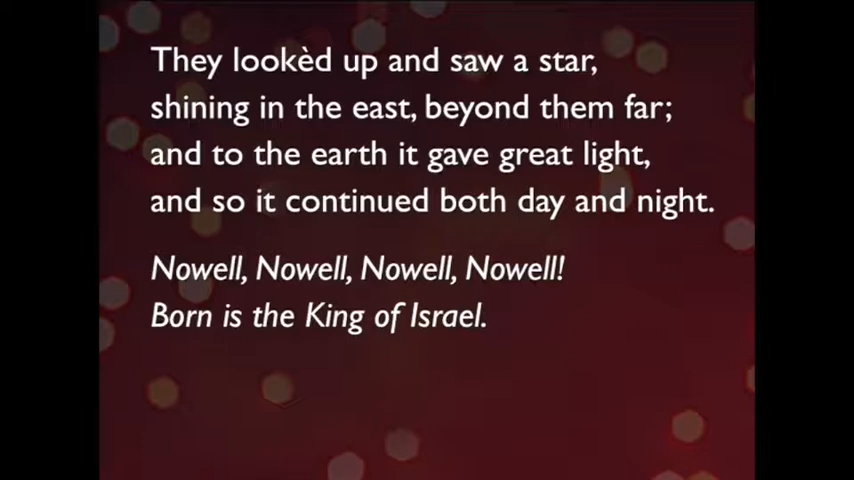 They lookèd up and saw a star,
shining in the east, beyond them far;
and to the earth it gave great light,
and so it continued both day and night.
Nowell, Nowell, Nowell, Nowell!
Born is the King of Israel.